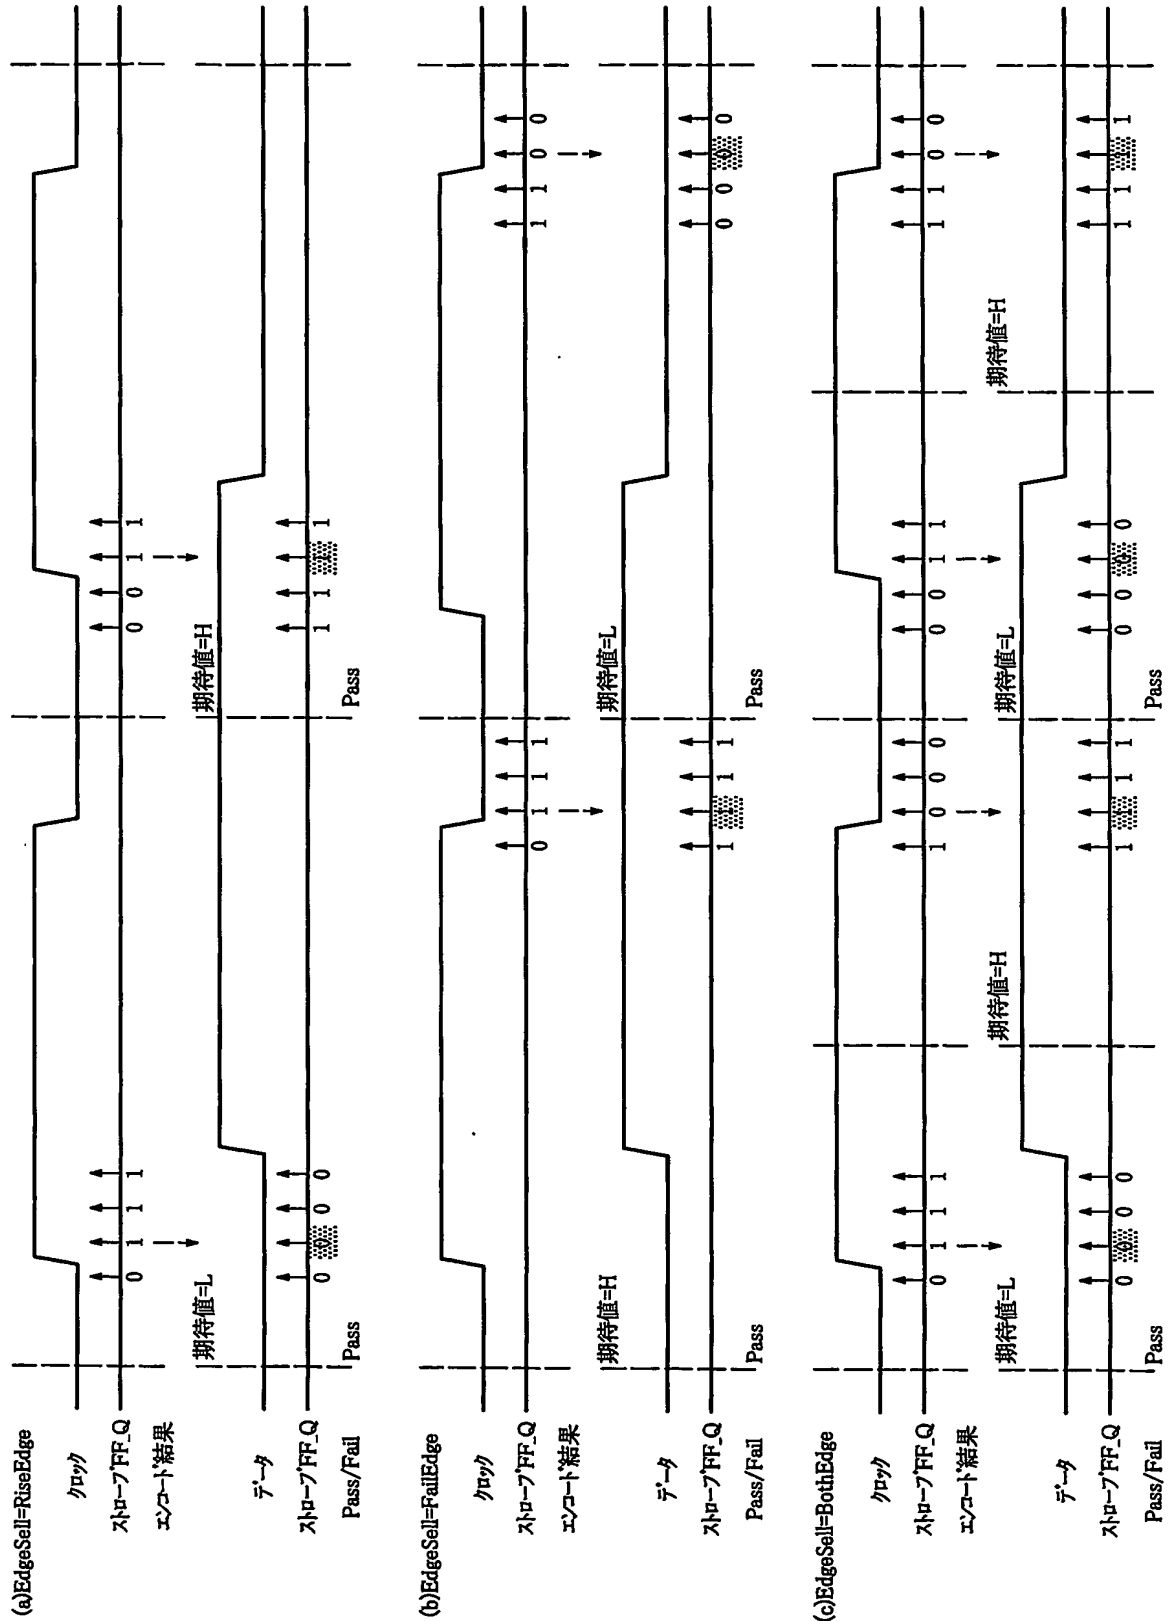 (a)EdgeSell=RiseEdge
クロック
ストローブFF_Q 0 1 1 1 0 0 1 1
エンコード結果
期待値=L 期待値=H
データ
ストローブFF_Q 0 0 0 0 1 1 1 1
Pass/Fail Pass Pass
(b)EdgeSell=FailEdge
クロック
ストローブFF_Q 0 1 1 1 1 1 0 0
エンコード結果
期待値=H 期待値=L
データ
ストローブFF_Q 1 1 1 1 0 0 0 0
Pass/Fail Pass Pass
(c)EdgeSell=BothEdge
クロック
ストローブFF_Q 0 1 1 1 1 0 0 0 0 0 1 1 1 1 0 0
エンコード結果
期待値=L 期待値=H 期待値=L 期待値=H
データ
ストローブFF_Q 0 0 0 0 1 1 1 1 0 0 0 0 1 1 1 1
Pass/Fail Pass Pass